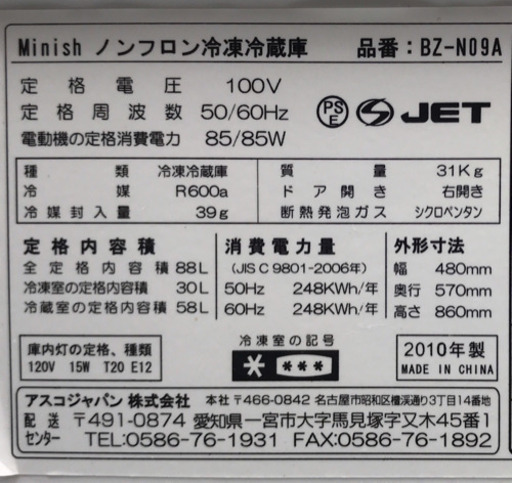 Minish ノンフロン冷凍冷蔵庫 品番：BZ-N09A
定格電圧 100V
定格周波数 50/60Hz
電動機の定格消費電力 85/85W
PS E JET
種類 冷凍冷蔵庫
冷媒 R600a
冷媒封入量 39g
質量 31Kg
ドア開き 右開き
断熱発泡ガス シクロペンタン
定格内容積
全定格内容積 88L
冷凍室の定格内容積 30L
冷蔵室の定格内容積 58L
消費電力量
(JIS C 9801-2006年)
50Hz 248KWh/年
60Hz 248KWh/年
外形寸法
幅 480mm
奥行 570mm
高さ 860mm
庫内灯の定格、種類
120V 15W T20 E12
冷凍室の記号
2010年製
MADE IN CHINA
アスコジャパン株式会社 本社 〒466-0842 名古屋市昭和区檀渓通り3丁目14番
配送センター 〒491-0874 愛知県一宮市大字馬見塚字又木45番1
TEL:0586-76-1931 FAX:0586-76-1892